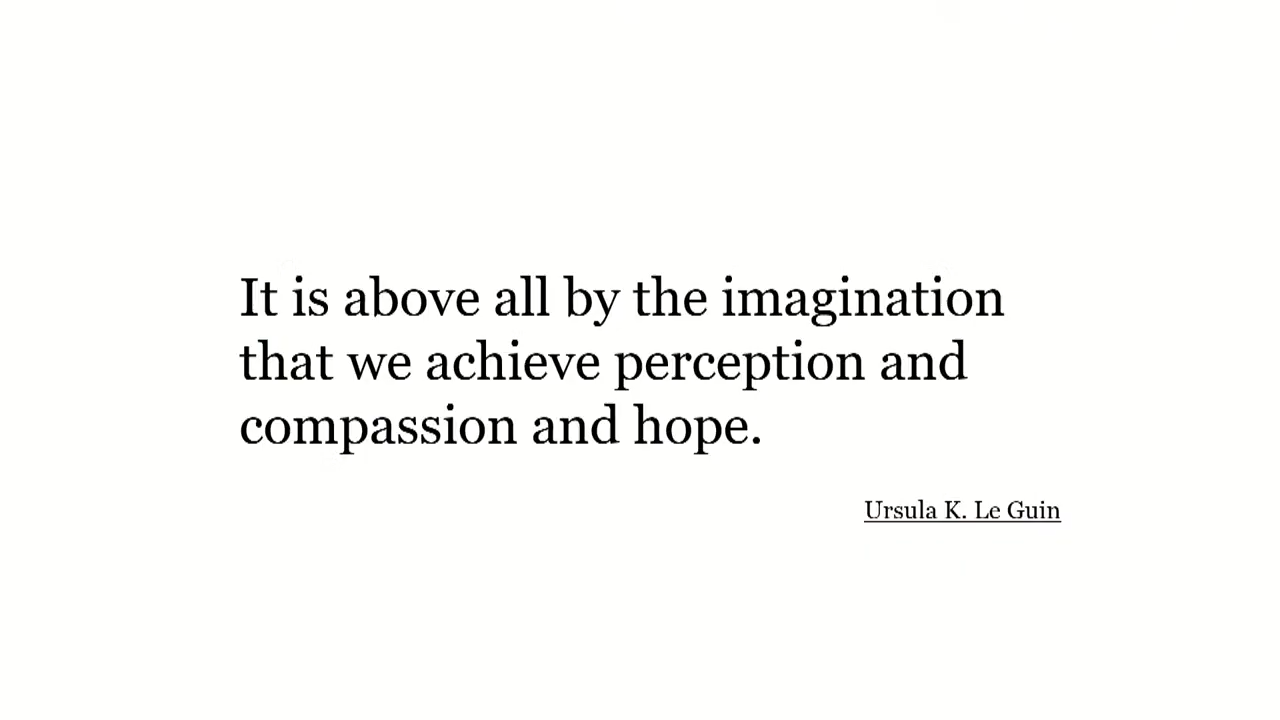 It is above all by the imagination
that we achieve perception and
compassion and hope.
Ursula K. Le Guin